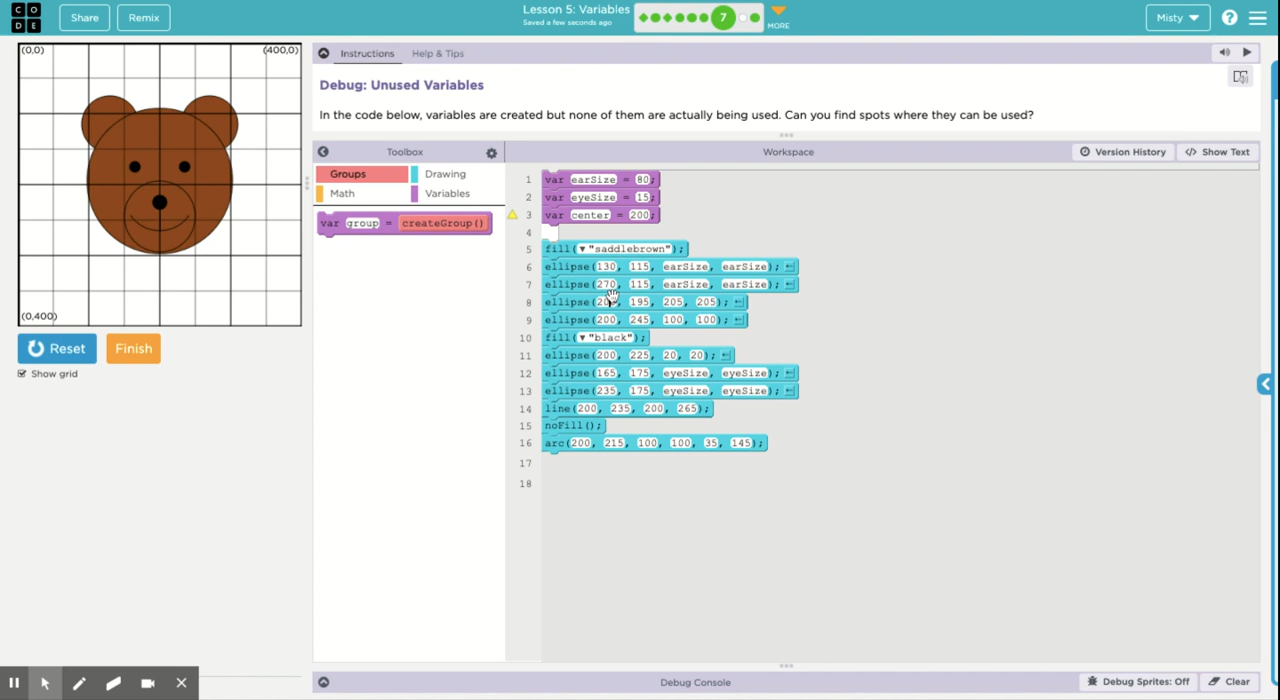 C O
D E
Share
Remix
Lesson 5: Variables
Saved a few seconds ago
7
MORE
Misty
?
(0,0)
(400,0)
(0,400)
Reset
Finish
Show grid
Instructions
Help & Tips
Debug: Unused Variables
In the code below, variables are created but none of them are actually being used. Can you find spots where they can be used?
Toolbox
Workspace
Version History
</> Show Text
Groups
Drawing
Math
Variables
var group = createGroup()
1 var earSize = 80;
2 var eyeSize = 15;
3 var center = 200;
4
5 fill(▼"saddlebrown");
6 ellipse(130, 115, earSize, earSize);
7 ellipse(270, 115, earSize, earSize);
8 ellipse(200, 195, 205, 205);
9 ellipse(200, 245, 100, 100);
10 fill(▼"black");
11 ellipse(200, 225, 20, 20);
12 ellipse(165, 175, eyeSize, eyeSize);
13 ellipse(235, 175, eyeSize, eyeSize);
14 line(200, 235, 200, 265);
15 noFill();
16 arc(200, 215, 100, 100, 35, 145);
17
18
Debug Console
Debug Sprites: Off
Clear